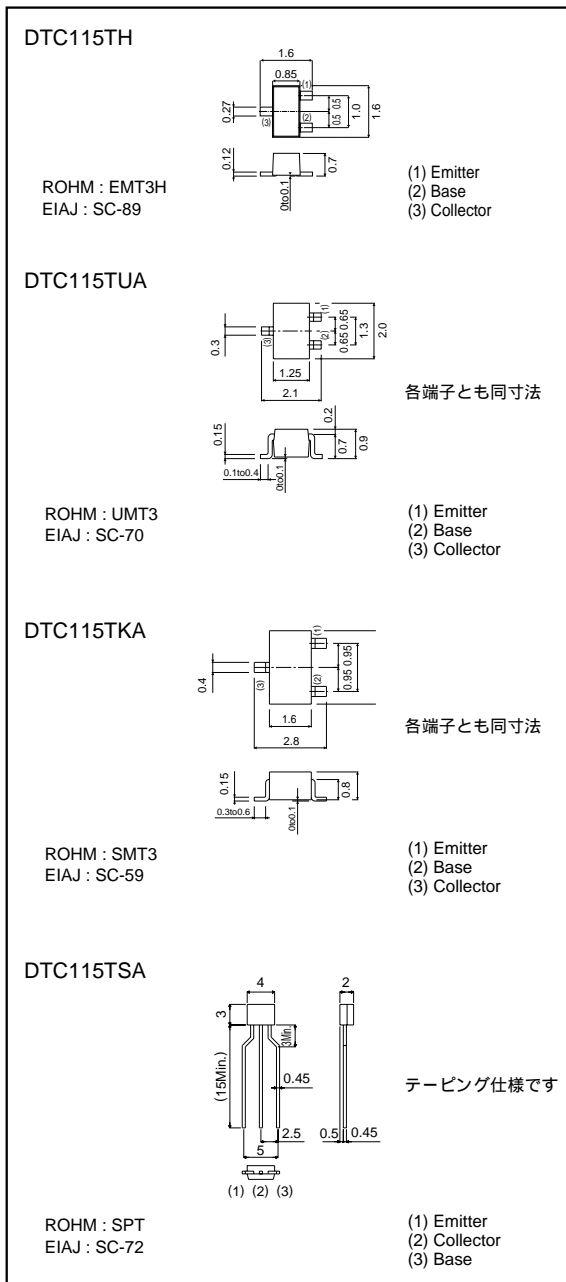 DTC115TH
1.6
0.85
(1)
0.27
(3)
(2)
0.5
0.5
1.0
1.6
0.12
0to0.1
0.7
ROHM : EMT3H
EIAJ : SC-89
(1) Emitter
(2) Base
(3) Collector
DTC115TUA
(1)
0.3
(3)
(2)
0.65
0.65
1.3
2.0
1.25
2.1
各端子とも同寸法
0.2
0.15
0.7
0.9
0.1to0.4
0to0.1
ROHM : UMT3
EIAJ : SC-70
(1) Emitter
(2) Base
(3) Collector
DTC115TKA
(1)
0.4
(3)
(2)
0.95
0.95
1.6
2.8
各端子とも同寸法
0.15
0.8
0.3to0.6
0to0.1
ROHM : SMT3
EIAJ : SC-59
(1) Emitter
(2) Base
(3) Collector
DTC115TSA
4
2
3
3Min.
(15Min.)
0.45
テーピング仕様です
2.5
0.5
0.45
5
(1) (2) (3)
ROHM : SPT
EIAJ : SC-72
(1) Emitter
(2) Collector
(3) Base